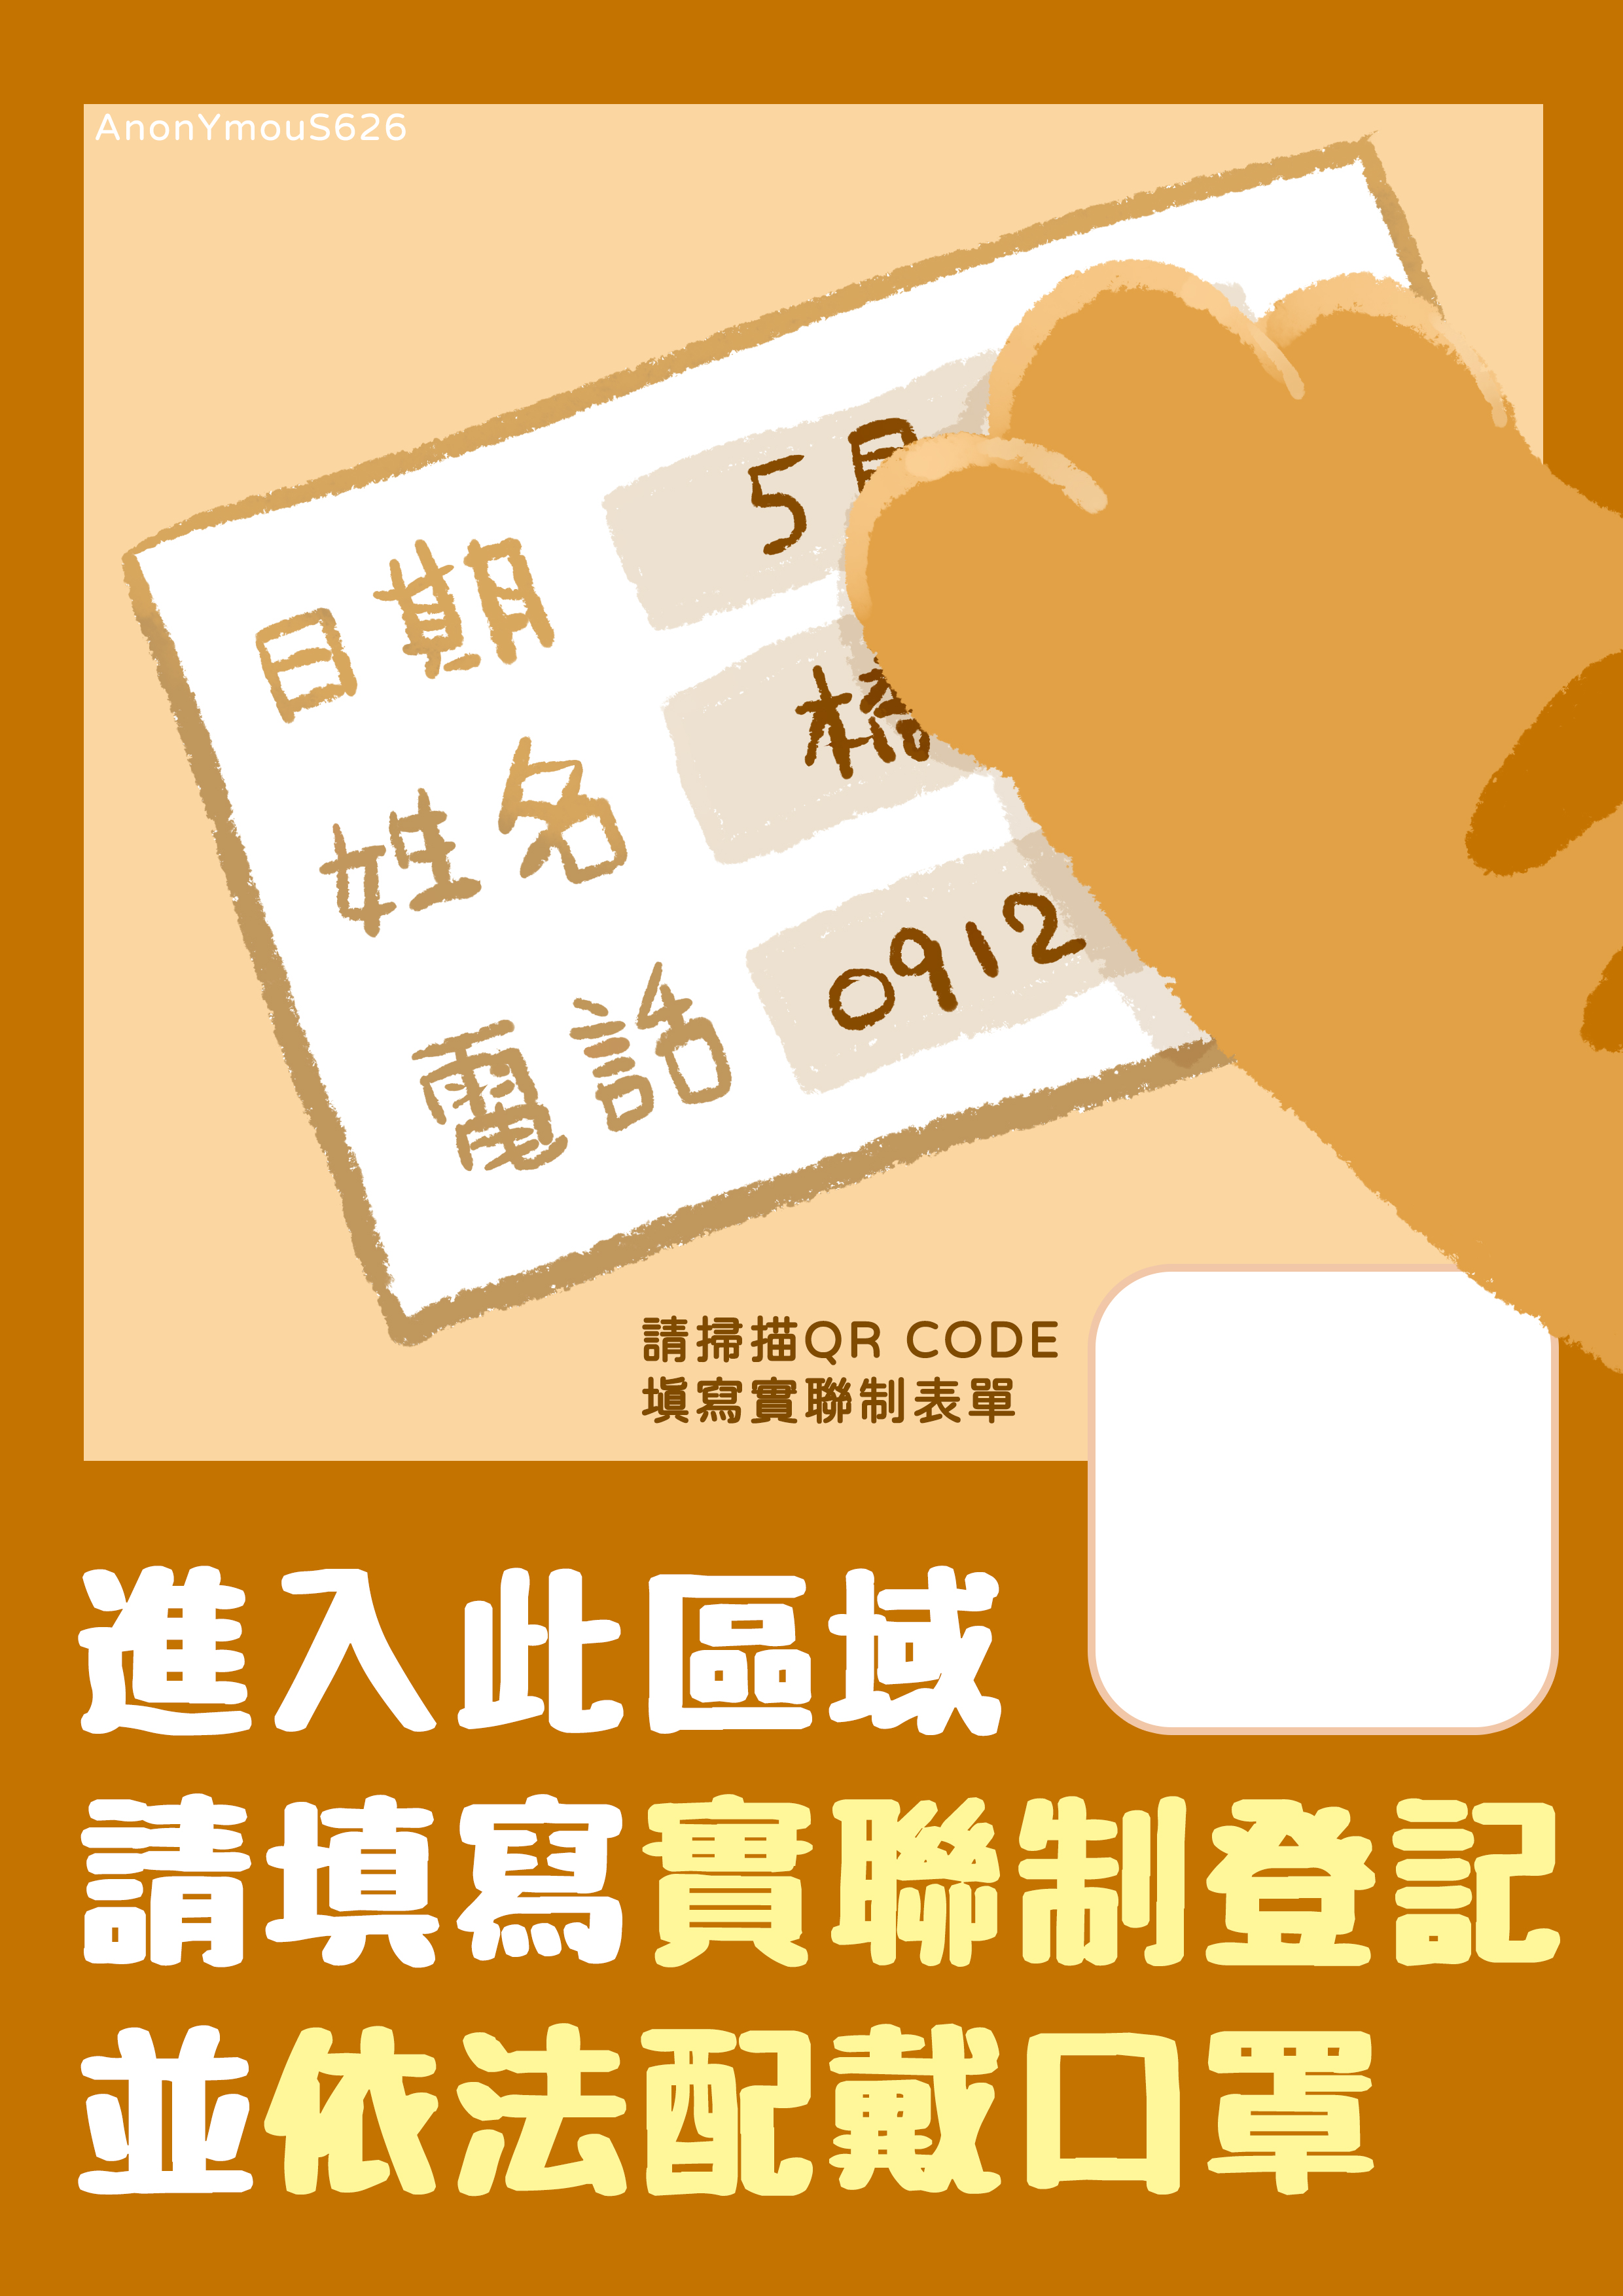 AnonYmouS626
日期 5月
姓名
電話 0912
請掃描QR CODE
填寫實聯制表單
進入此區域
請填寫實聯制登記
並依法配戴口罩